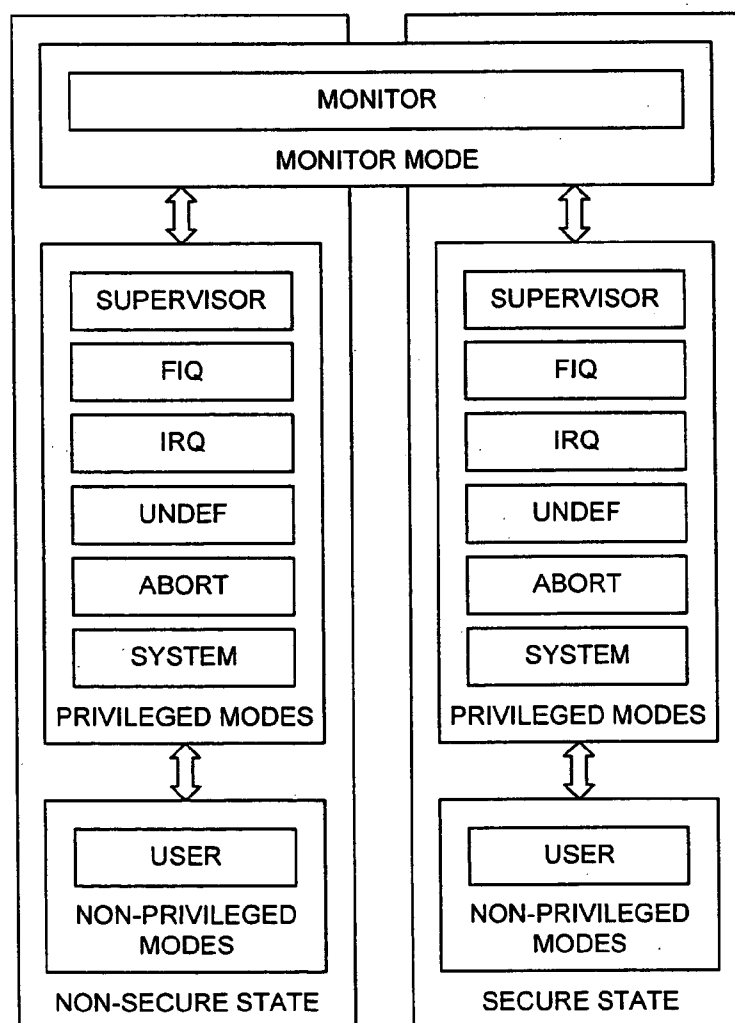 MONITOR
MONITOR MODE
SUPERVISOR
FIQ
IRQ
UNDEF
ABORT
SYSTEM
PRIVILEGED MODES
USER
NON-PRIVILEGED
MODES
NON-SECURE STATE
SUPERVISOR
FIQ
IRQ
UNDEF
ABORT
SYSTEM
PRIVILEGED MODES
USER
NON-PRIVILEGED
MODES
SECURE STATE